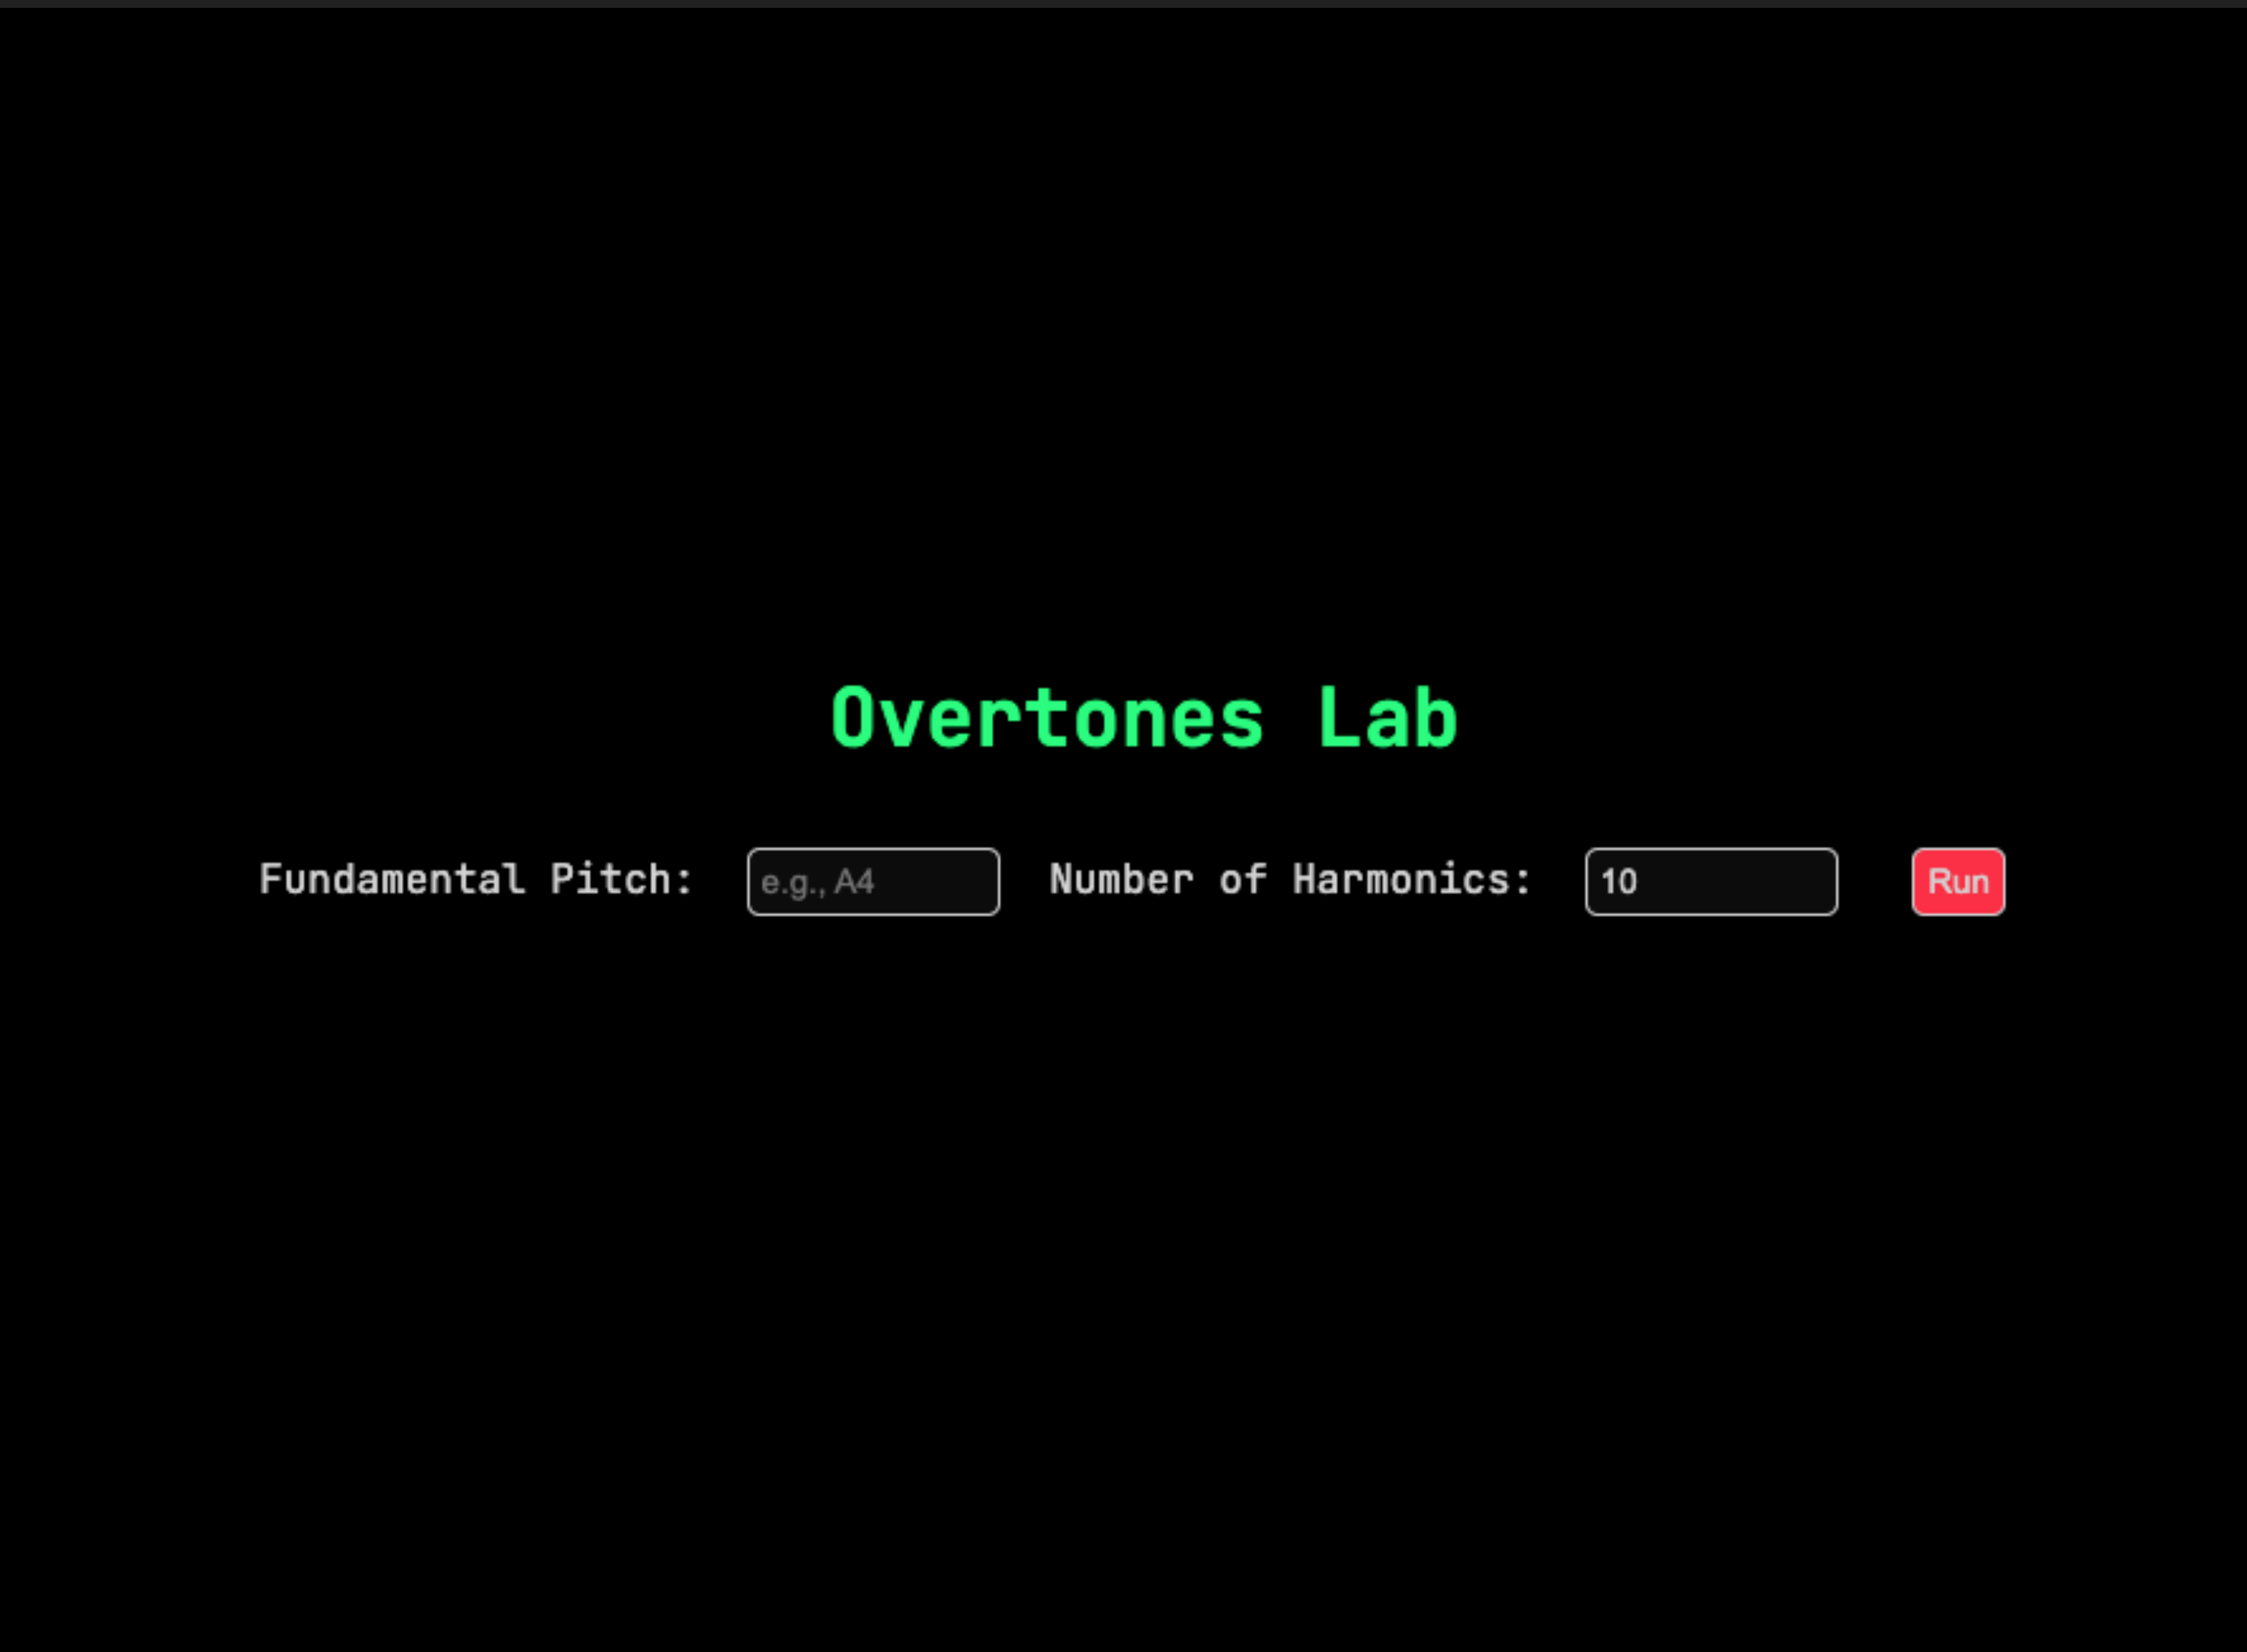 Overtones Lab
Fundamental Pitch: e.g., A4 Number of Harmonics: 10 Run